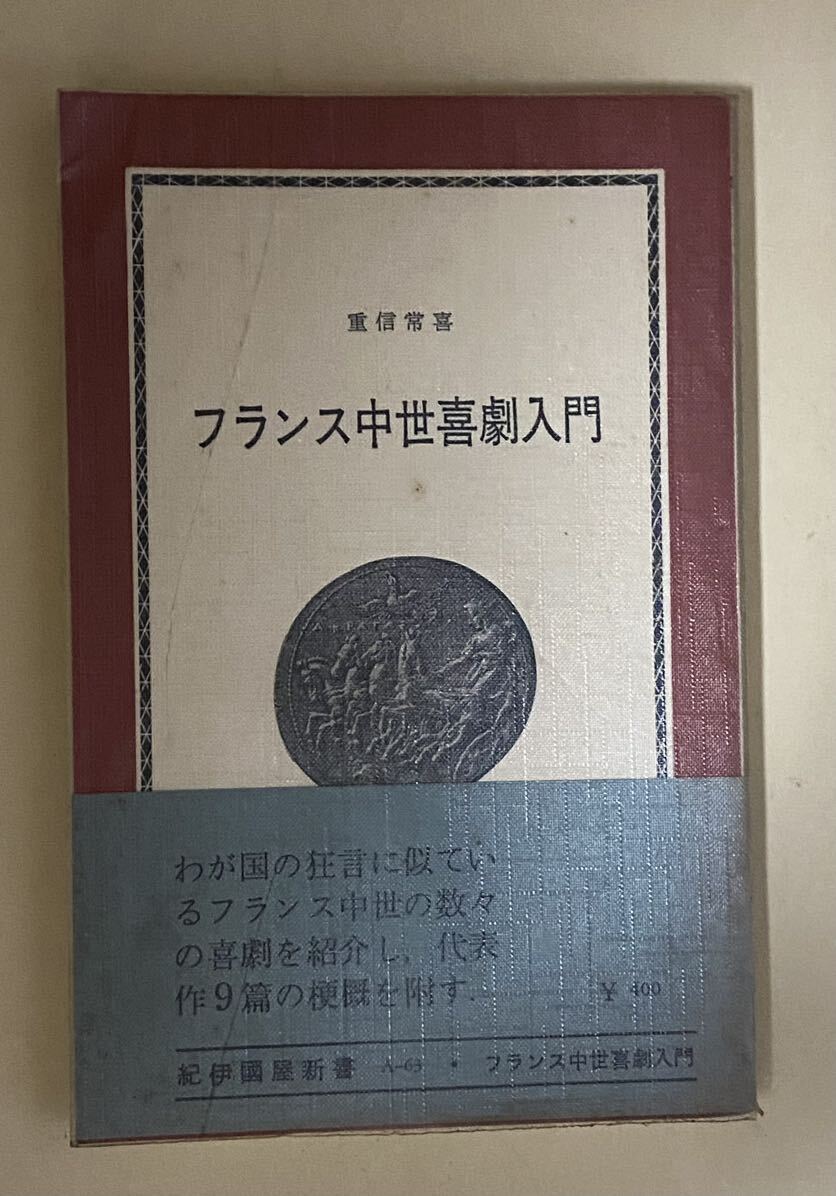 重信常喜
フランス中世喜劇入門
わが国の狂言に似てい
るフランス中世の数々
の喜劇を紹介し，代表
作9篇の梗概を附す．
¥ 400
紀伊國屋新書 A-63 • フランス中世喜劇入門